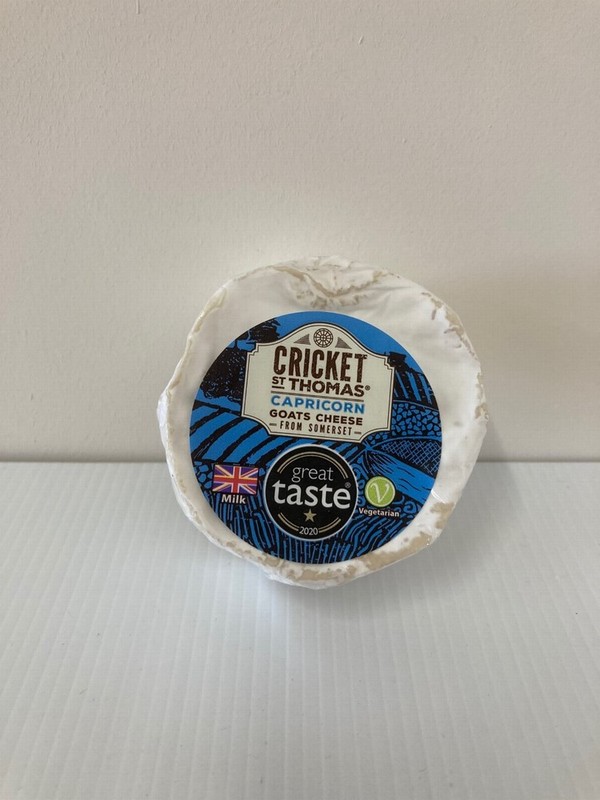 CRICKET
ST THOMAS®
CAPRICORN
GOATS CHEESE
FROM SOMERSET
Milk
great
taste®
2020
V
Vegetarian